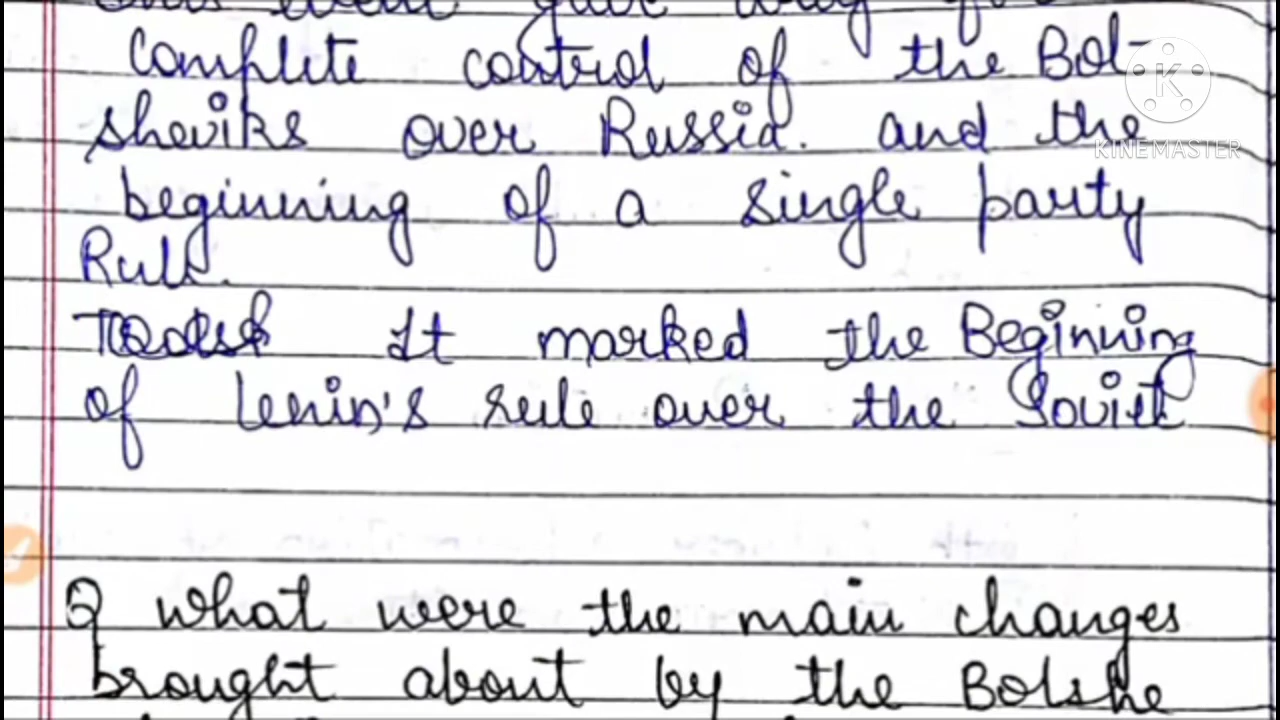 complete control of the Bol-
sheviks over Russia. and the
beginning of a single party
Rule.
It marked the Beginning
of Lenin's rule over the Soviet
Q What were the main changes
brought about by the Bolshe
K
KINEMASTER